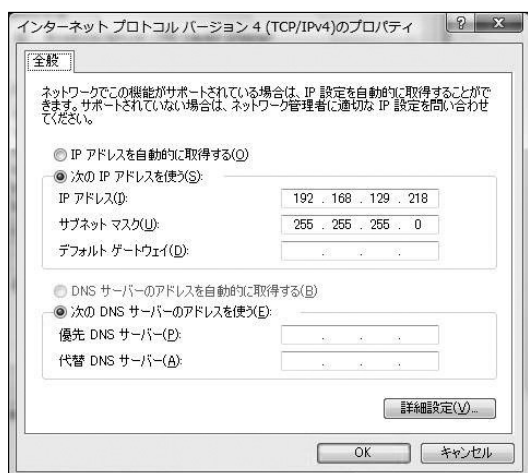 インターネット プロトコル バージョン 4 (TCP/IPv4)のプロパティ
全般
ネットワークでこの機能がサポートされている場合は、IP 設定を自動的に取得することがで
きます。サポートされていない場合は、ネットワーク管理者に適切な IP 設定を問い合わせ
てください。
IP アドレスを自動的に取得する(O)
次の IP アドレスを使う(S):
IP アドレス(I): 192 . 168 . 129 . 218
サブネット マスク(U): 255 . 255 . 255 . 0
デフォルト ゲートウェイ(D): . . .
DNS サーバーのアドレスを自動的に取得する(B)
次の DNS サーバーのアドレスを使う(E):
優先 DNS サーバー(P): . . .
代替 DNS サーバー(A): . . .
詳細設定(V)...
OK キャンセル